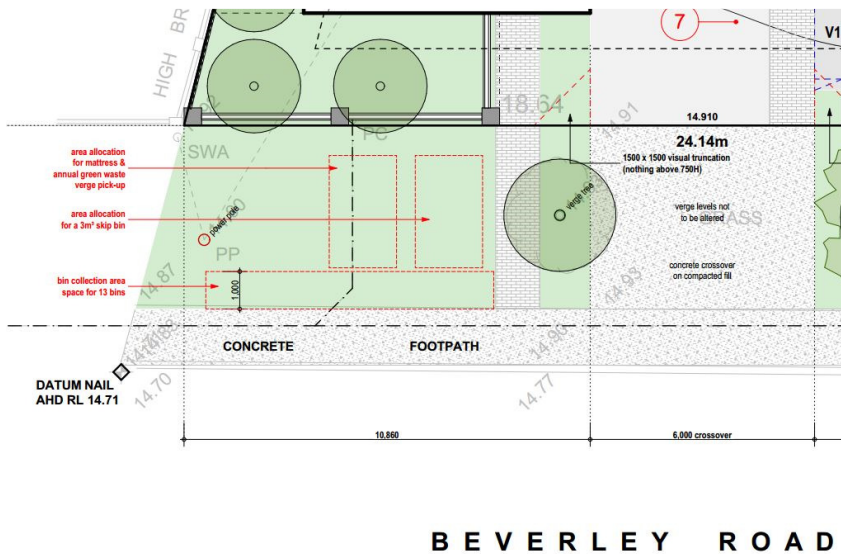 HIGH BR
7
V1
18.64
14.91
14.910
24.14m
1500 x 1500 visual truncation
(nothing above 750H)
PC
SWA
area allocation
for mattress &
annual green waste
verge pick-up
area allocation
for a 3m³ skip bin
power pole
PP
verge tree
verge levels not
to be altered
GRASS
concrete crossover
on compacted fill
bin collection area
space for 13 bins
1,000
14.87
14.93
CONCRETE
FOOTPATH
14.90
DATUM NAIL
AHD RL 14.71
14.70
14.77
10,860
6,000 crossover
BEVERLEY ROAD